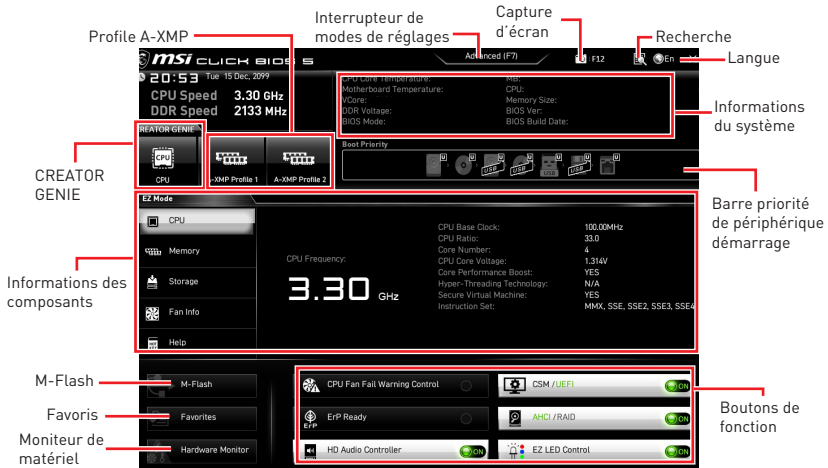 Profile A-XMP
Interrupteur de
modes de réglages
Capture
d'écran
Recherche
Langue
msi CLICK BIOS 5
Advanced (F7)
F12
En
20:53 Tue 15 Dec, 2099
CPU Speed 3.30 GHz
DDR Speed 2133 MHz
CPU Core Temperature:
Motherboard Temperature:
VCore:
DDR Voltage:
BIOS Mode:
MB:
CPU:
Memory Size:
BIOS Ver:
BIOS Build Date:
Informations
du système
CREATOR GENIE
CPU
CPU
A-XMP Profile 1
A-XMP Profile 2
Boot Priority
U
U
USB U
USB U
USB U
USB U
U
CREATOR
GENIE
Barre priorité
de périphérique
démarrage
EZ Mode
CPU
Memory
Storage
Fan Info
Help
CPU Frequency:
3.30 GHz
CPU Base Clock: 100.00MHz
CPU Ratio: 33.0
Core Number: 4
CPU Core Voltage: 1.314V
Core Performance Boost: YES
Hyper-Threading Technology: N/A
Secure Virtual Machine: YES
Instruction Set: MMX, SSE, SSE2, SSE3, SSE4
Informations des
composants
M-Flash
Favoris
Moniteur de
matériel
M-Flash
Favorites
Hardware Monitor
CPU Fan Fail Warning Control
ErP
ErP Ready
HD Audio Controller ON
CSM /UEFI ON
AHCI /RAID ON
EZ LED Control ON
Boutons de
fonction